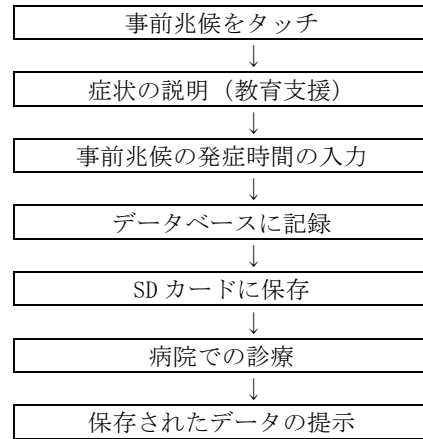 事前兆候をタッチ
↓
症状の説明（教育支援）
↓
事前兆候の発症時間の入力
↓
データベースに記録
↓
SDカードに保存
↓
病院での診療
↓
保存されたデータの提示